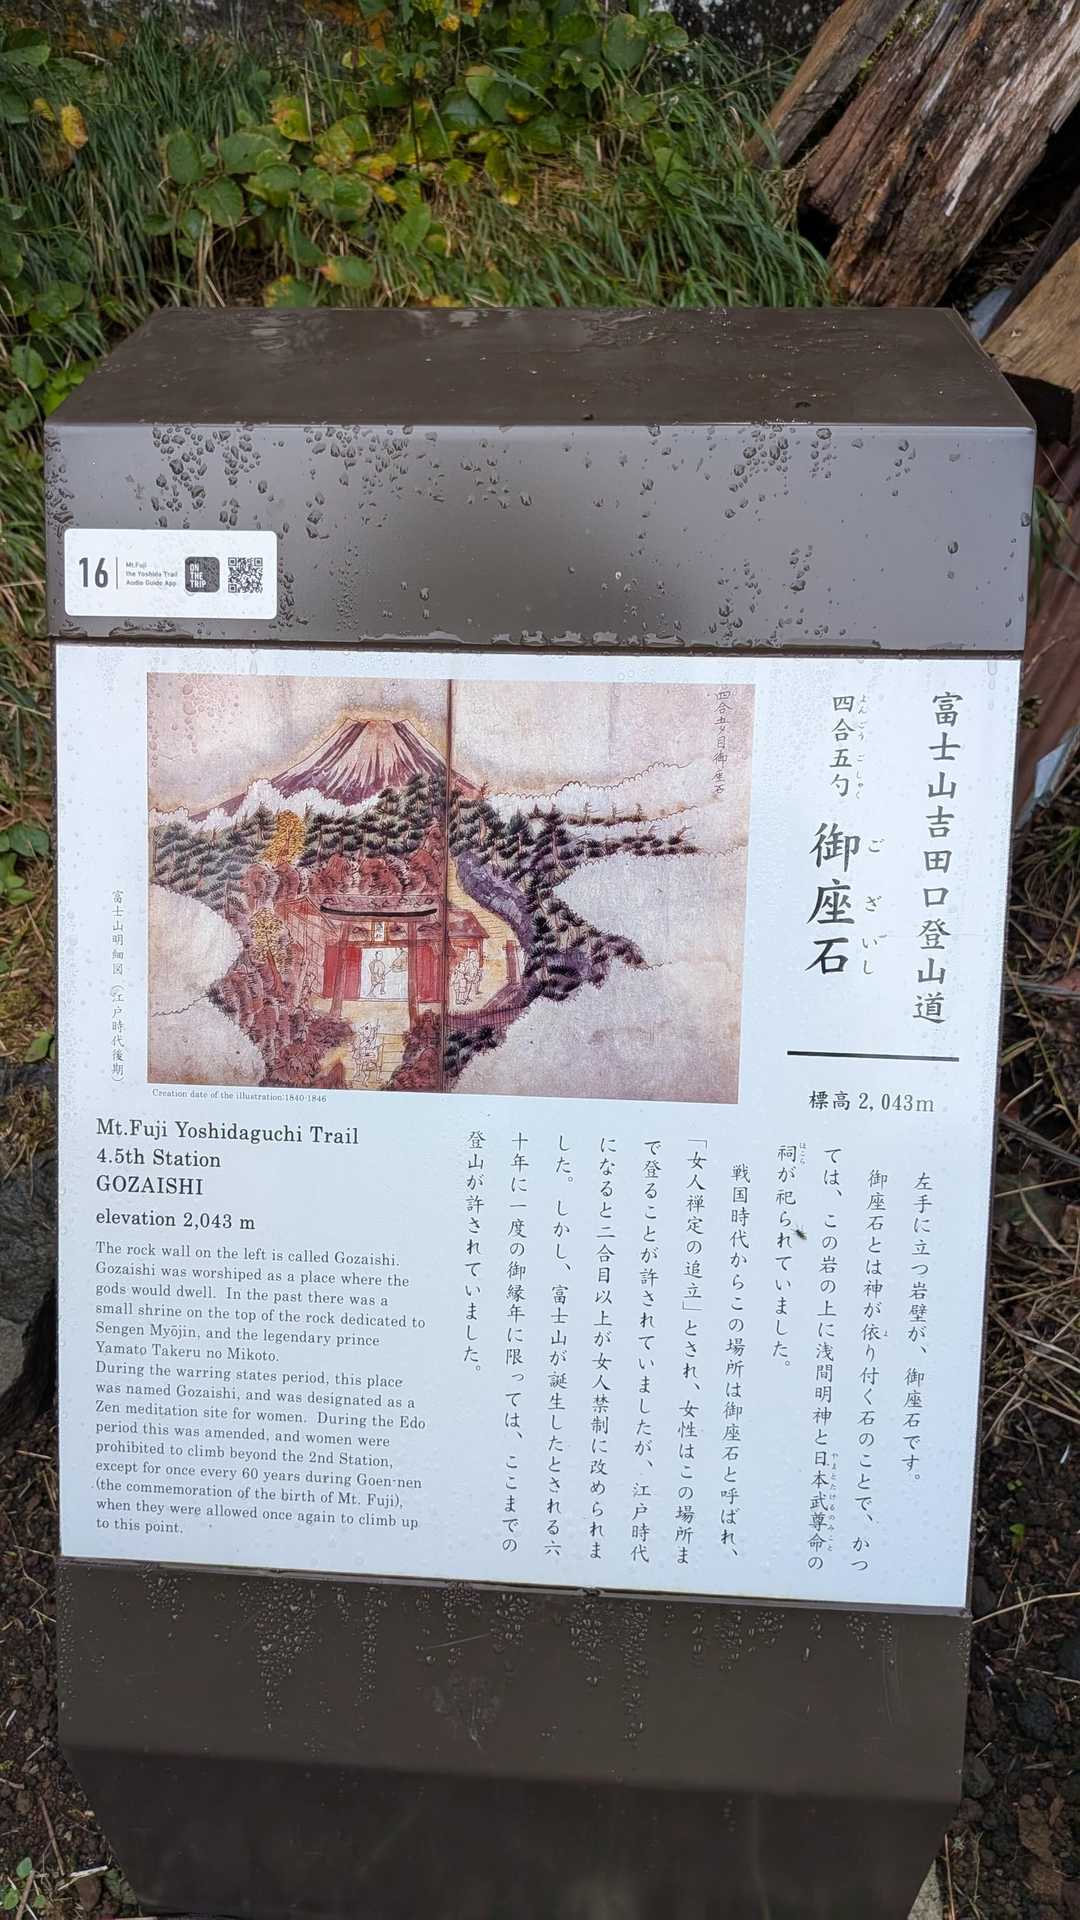 16
Mt.Fuji
the Yoshida Trail
Audio Guide App
ON
THE
TRIP
四合五勺目御座石
富士山明細図（江戸時代後期）
Creation date of the illustration:1840-1846
富士山吉田口登山道
四合五勺 御座石
よんごうごしゃく ございし
標高 2,043m
左手に立つ岩壁が、御座石です。
御座石とは神が依り付く石のことで、かつ
ては、この岩の上に浅間明神と日本武尊命の
祠が祀られていました。
戦国時代からこの場所は御座石と呼ばれ、
「女人禅定の追立」とされ、女性はこの場所ま
で登ることが許されていましたが、江戸時代
になると二合目以上が女人禁制に改められま
した。しかし、富士山が誕生したとされる六
十年に一度の御縁年に限っては、ここまでの
登山が許されていました。
よ
やまとたけるのみこと
ほこら
Mt.Fuji Yoshidaguchi Trail
4.5th Station
GOZAISHI
elevation 2,043 m
The rock wall on the left is called Gozaishi.
Gozaishi was worshiped as a place where the
gods would dwell. In the past there was a
small shrine on the top of the rock dedicated to
Sengen Myōjin, and the legendary prince
Yamato Takeru no Mikoto.
During the warring states period, this place
was named Gozaishi, and was designated as a
Zen meditation site for women. During the Edo
period this was amended, and women were
prohibited to climb beyond the 2nd Station,
except for once every 60 years during Goen-nen
(the commemoration of the birth of Mt. Fuji),
when they were allowed once again to climb up
to this point.